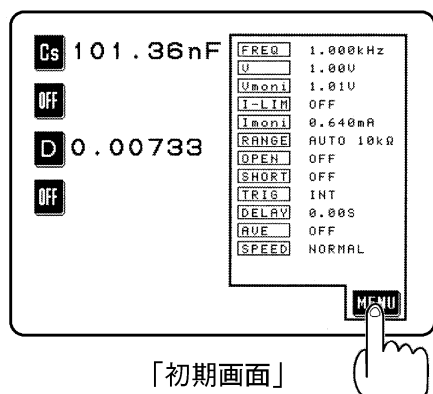 Cs 101.36nF
OFF
D 0.00733
OFF
FREQ 1.000kHz
V 1.00V
Vmoni 1.01V
I-LIM OFF
Imoni 0.640mA
RANGE AUTO 10kΩ
OPEN OFF
SHORT OFF
TRIG INT
DELAY 0.00S
AVE OFF
SPEED NORMAL
MENU
「初期画面」